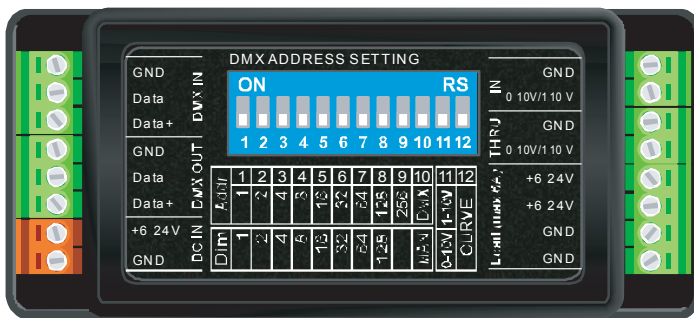 DMX ADDRESS SETTING
ON RS
1 2 3 4 5 6 7 8 9 10 11 12
GND
Data
Data+
DMX IN
GND
Data
Data+
DMX OUT
+6 24V
GND
DC IN
Addr 1 2 3 4 5 6 7 8 9 10 11 12
1 2 4 8 16 32 64 128 256 DMX 0-10V 1-10V CURVE
Dim 1 2 4 8 16 32 64 128 MAN
IN
GND
0 10V/1 10 V
THRU
GND
0 10V/1 10 V
+6 24V
+6 24V
GND
GND